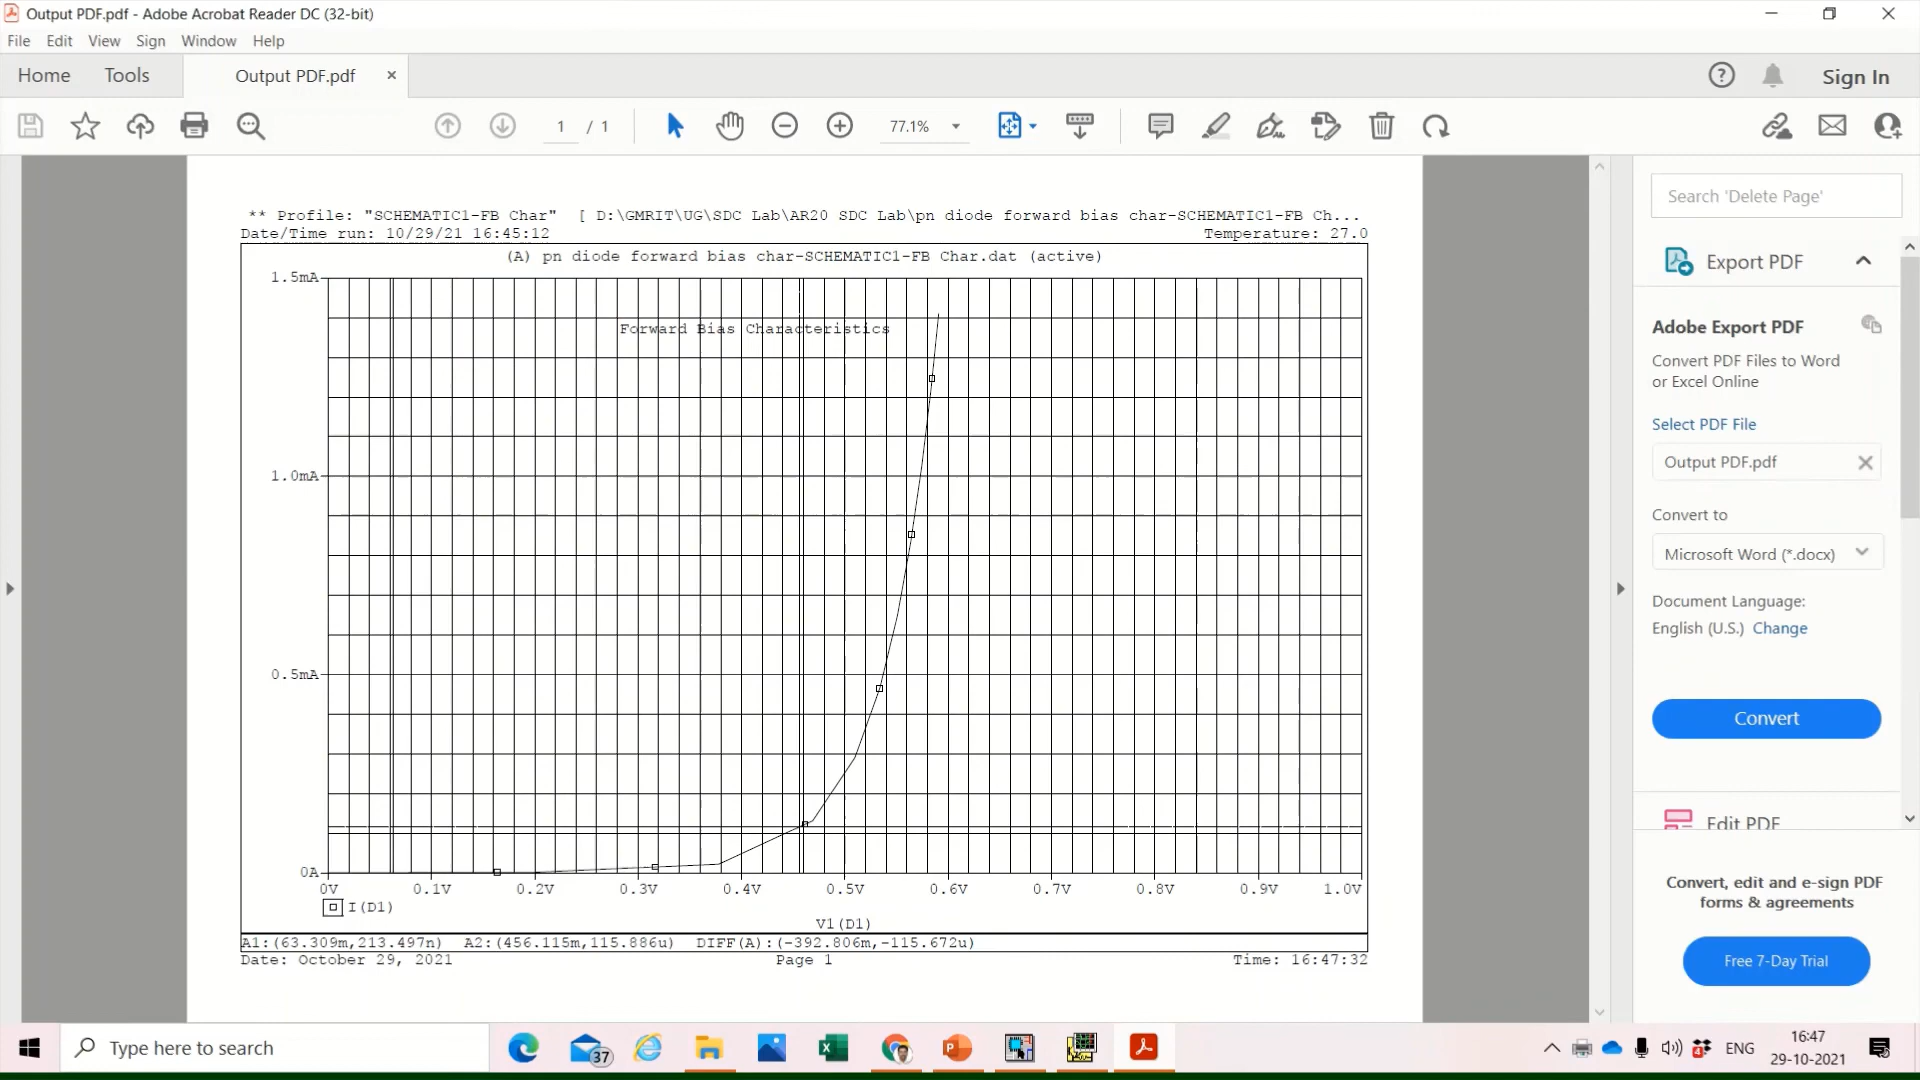 Output PDF.pdf - Adobe Acrobat Reader DC (32-bit)
File Edit View Sign Window Help
Home Tools Output PDF.pdf × Sign In
1 / 1 77.1%
** Profile: "SCHEMATIC1-FB Char" [ D:\GMRIT\UG\SDC Lab\AR20 SDC Lab\pn diode forward bias char-SCHEMATIC1-FB Ch...
Date/Time run: 10/29/21 16:45:12 Temperature: 27.0
(A) pn diode forward bias char-SCHEMATIC1-FB Char.dat (active)
1.5mA
Forward Bias Characteristics
1.0mA
0.5mA
0A
0V 0.1V 0.2V 0.3V 0.4V 0.5V 0.6V 0.7V 0.8V 0.9V 1.0V
I(D1)
V1(D1)
A1:(63.309m,213.497n) A2:(456.115m,115.886u) DIFF(A):(-392.806m,-115.672u)
Date: October 29, 2021 Page 1 Time: 16:47:32
Search 'Delete Page'
Export PDF
Adobe Export PDF
Convert PDF Files to Word
or Excel Online
Select PDF File
Output PDF.pdf
Convert to
Microsoft Word (*.docx)
Document Language:
English (U.S.) Change
Convert
Edit PDF
Convert, edit and e-sign PDF
forms & agreements
Free 7-Day Trial
Type here to search
37
4
ENG
16:47
29-10-2021